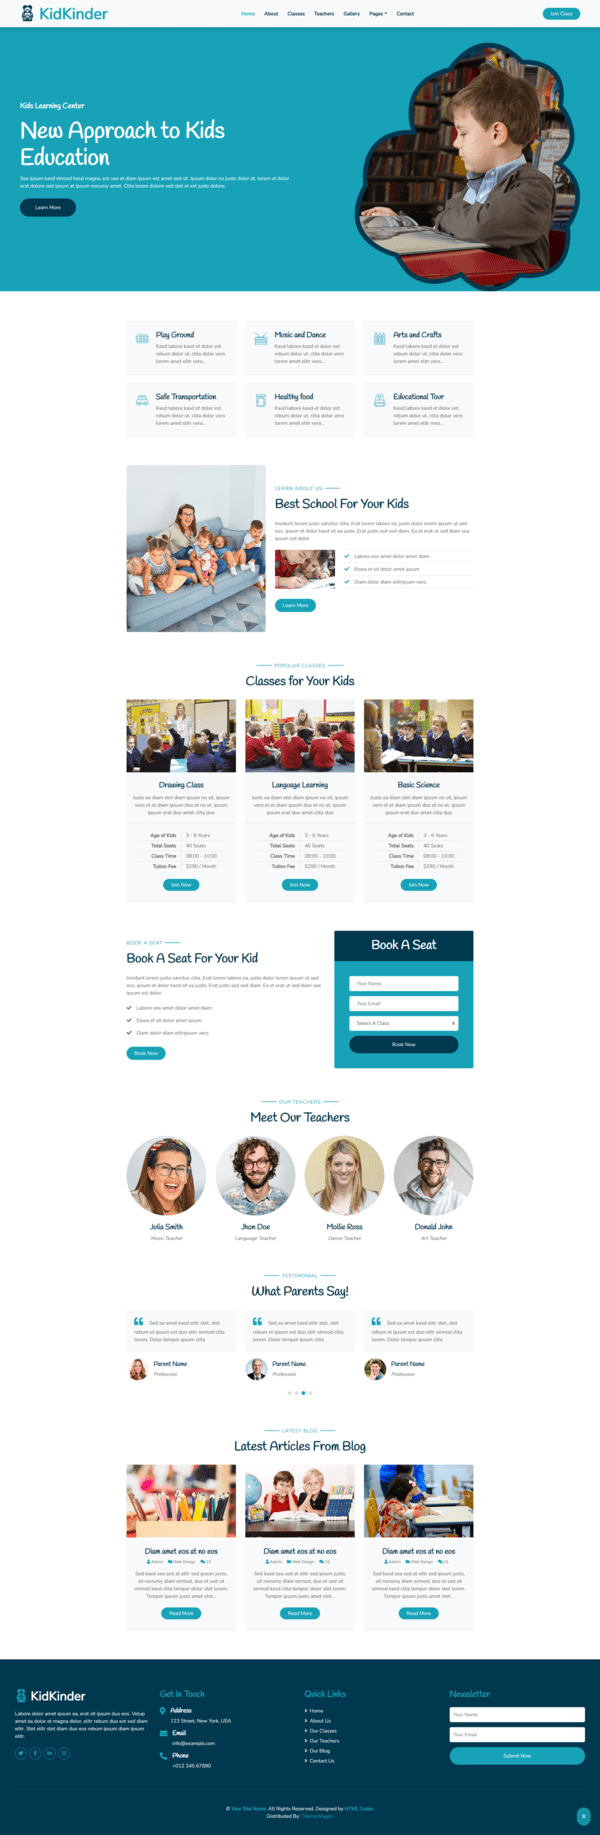 KidKinder
Home About Classes Teachers Gallery Pages Contact
Join Class
Kids Learning Center
New Approach to Kids
Education
Sea ipsum kasd eirmod kasd magna, est sea et diam ipsum est amet sed sit. Ipsum dolor no justo dolor et, lorem ut dolor
erat dolore sed ipsum at ipsum nonumy amet. Clita lorem dolore sed stet et est justo dolore.
Learn More
Play Ground
Kasd labore kasd et dolor est
rebum dolor ut, clita dolor vero
lorem amet elitr vero...
Music and Dance
Kasd labore kasd et dolor est
rebum dolor ut, clita dolor vero
lorem amet elitr vero...
Arts and Crafts
Kasd labore kasd et dolor est
rebum dolor ut, clita dolor vero
lorem amet elitr vero...
Safe Transportation
Kasd labore kasd et dolor est
rebum dolor ut, clita dolor vero
lorem amet elitr vero...
Healthy food
Kasd labore kasd et dolor est
rebum dolor ut, clita dolor vero
lorem amet elitr vero...
Educational Tour
Kasd labore kasd et dolor est
rebum dolor ut, clita dolor vero
lorem amet elitr vero...
LEARN ABOUT US
Best School For Your Kids
Invidunt lorem justo sanctus clita. Erat lorem labore ea, justo dolor lorem ipsum ut sed
eos, ipsum et dolor kasd sit ea justo. Erat justo sed sed diam. Ea et erat ut sed diam sea
ipsum est dolor
Labore eos amet dolor amet diam
Etsea et sit dolor amet ipsum
Diam dolor diam elitripsum vero.
Learn More
POPULAR CLASSES
Classes for Your Kids
Drawing Class
Justo ea diam stet diam ipsum no sit, ipsum
vero et et diam ipsum duo et no et, ipsum
ipsum erat duo amet clita duo
Age of Kids 3 - 6 Years
Total Seats 40 Seats
Class Time 08:00 - 10:00
Tution Fee $290 / Month
Join Now
Language Learning
Justo ea diam stet diam ipsum no sit, ipsum
vero et et diam ipsum duo et no et, ipsum
ipsum erat duo amet clita duo
Age of Kids 3 - 6 Years
Total Seats 40 Seats
Class Time 08:00 - 10:00
Tution Fee $290 / Month
Join Now
Basic Science
Justo ea diam stet diam ipsum no sit, ipsum
vero et et diam ipsum duo et no et, ipsum
ipsum erat duo amet clita duo
Age of Kids 3 - 6 Years
Total Seats 40 Seats
Class Time 08:00 - 10:00
Tution Fee $290 / Month
Join Now
BOOK A SEAT
Book A Seat For Your Kid
Invidunt lorem justo sanctus clita. Erat lorem labore ea, justo dolor lorem ipsum ut sed
eos, ipsum et dolor kasd sit ea justo. Erat justo sed sed diam. Ea et erat ut sed diam sea
ipsum est dolor
Labore eos amet dolor amet diam
Etsea et sit dolor amet ipsum
Diam dolor diam elitripsum vero.
Book Now
Book A Seat
Your Name
Your Email
Select A Class
Book Now
OUR TEACHERS
Meet Our Teachers
Julia Smith
Music Teacher
Jhon Doe
Language Teacher
Mollie Ross
Dance Teacher
Donald John
Art Teacher
TESTIMONIAL
What Parents Say!
Sed ea amet kasd elitr stet, stet
rebum et ipsum est duo elitr eirmod clita
lorem. Dolor tempor ipsum clita
Parent Name
Profession
Sed ea amet kasd elitr stet, stet
rebum et ipsum est duo elitr eirmod clita
lorem. Dolor tempor ipsum clita
Parent Name
Profession
Sed ea amet kasd elitr stet, stet
rebum et ipsum est duo elitr eirmod clita
lorem. Dolor tempor ipsum clita
Parent Name
Profession
LATEST BLOG
Latest Articles From Blog
Diam amet eos at no eos
Admin Web Design 15
Sed kasd sea sed at elitr sed ipsum justo,
sit nonumy diam eirmod, duo et sed sit
eirmod kasd clita tempor dolor stet lorem.
Tempor ipsum justo amet stet...
Read More
Diam amet eos at no eos
Admin Web Design 15
Sed kasd sea sed at elitr sed ipsum justo,
sit nonumy diam eirmod, duo et sed sit
eirmod kasd clita tempor dolor stet lorem.
Tempor ipsum justo amet stet...
Read More
Diam amet eos at no eos
Admin Web Design 15
Sed kasd sea sed at elitr sed ipsum justo,
sit nonumy diam eirmod, duo et sed sit
eirmod kasd clita tempor dolor stet lorem.
Tempor ipsum justo amet stet...
Read More
KidKinder
Labore dolor amet ipsum ea, erat sit ipsum duo eos. Volup
amet ea dolor et magna dolor, elitr rebum duo est sed diam
elitr. Stet elitr stet diam duo eos rebum ipsum diam ipsum
elitr.
Get In Touch
Address
123 Street, New York, USA
Email
info@example.com
Phone
+012 345 67890
Quick Links
Home
About Us
Our Classes
Our Teachers
Our Blog
Contact Us
Newsletter
Your Name
Your Email
Submit Now
© Your Site Name. All Rights Reserved. Designed by HTML Codex
Distributed By: ThemeWagon